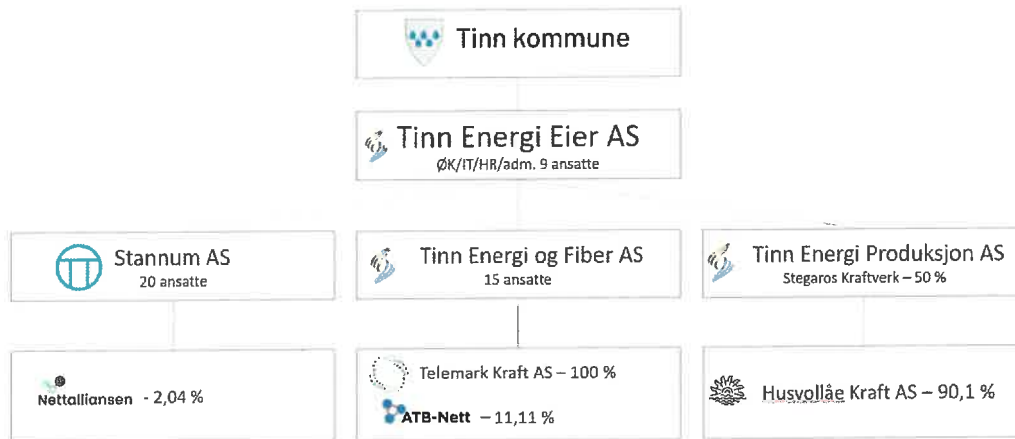 Tinn kommune
Tinn Energi Eier AS
ØK/IT/HR/adm. 9 ansatte
Stannum AS
20 ansatte
Tinn Energi og Fiber AS
15 ansatte
Tinn Energi Produksjon AS
Stegaros Kraftverk – 50 %
Nettalliansen - 2,04 %
Telemark Kraft AS – 100 %
ATB-Nett – 11,11 %
Husvollåe Kraft AS – 90,1 %